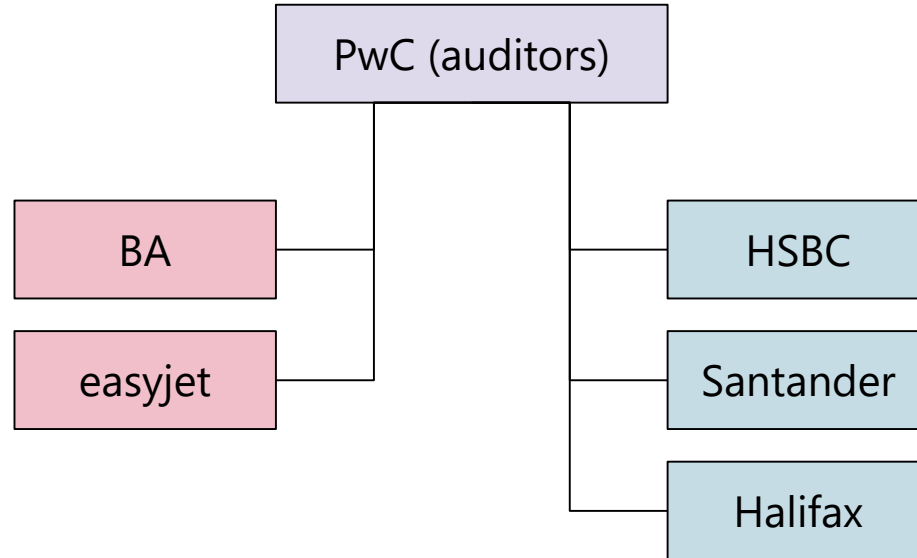 PwC (auditors)
BA
HSBC
easyjet
Santander
Halifax